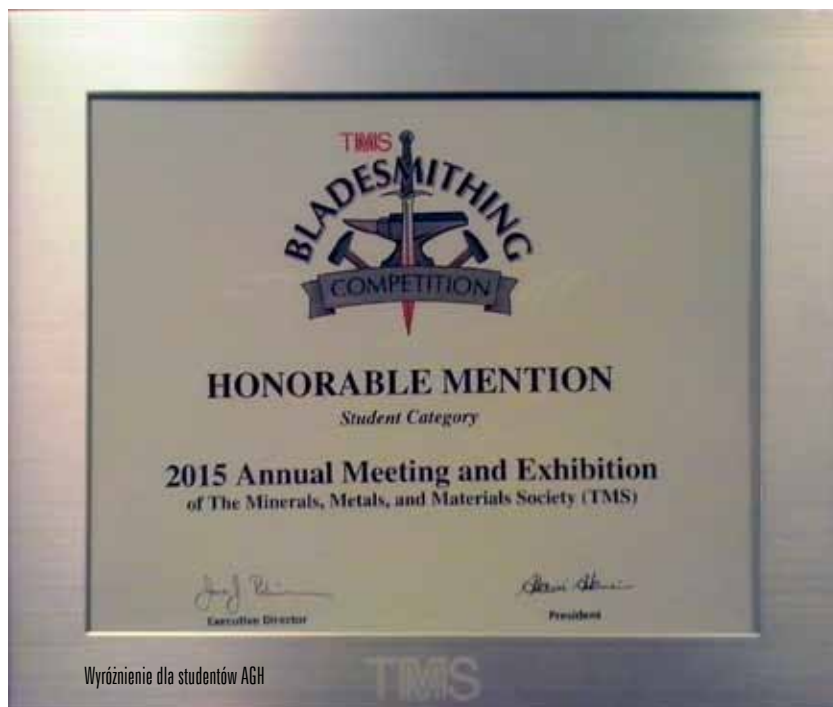 TMS
BLADESMITHING
COMPETITION
HONORABLE MENTION
Student Category
2015 Annual Meeting and Exhibition
of The Minerals, Metals, and Materials Society (TMS)
Executive Director
President
Wyróżnienie dla studentów AGH
TMS